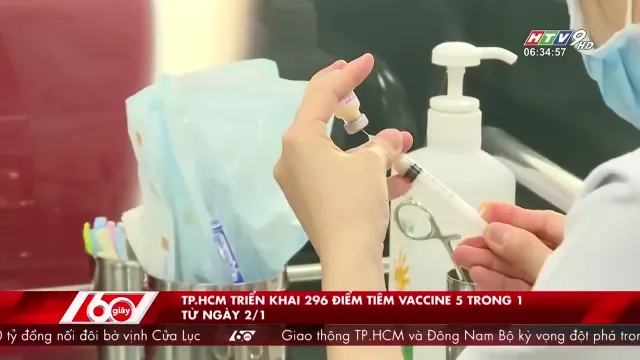 HTV9 HD
06:34:57
60 giây
TP.HCM TRIỂN KHAI 296 ĐIỂM TIÊM VACCINE 5 TRONG 1
TỪ NGÀY 2/1
tỷ đồng nối đôi bờ vịnh Cửa Lục Giao thông TP.HCM và Đông Nam Bộ kỳ vọng đột phá